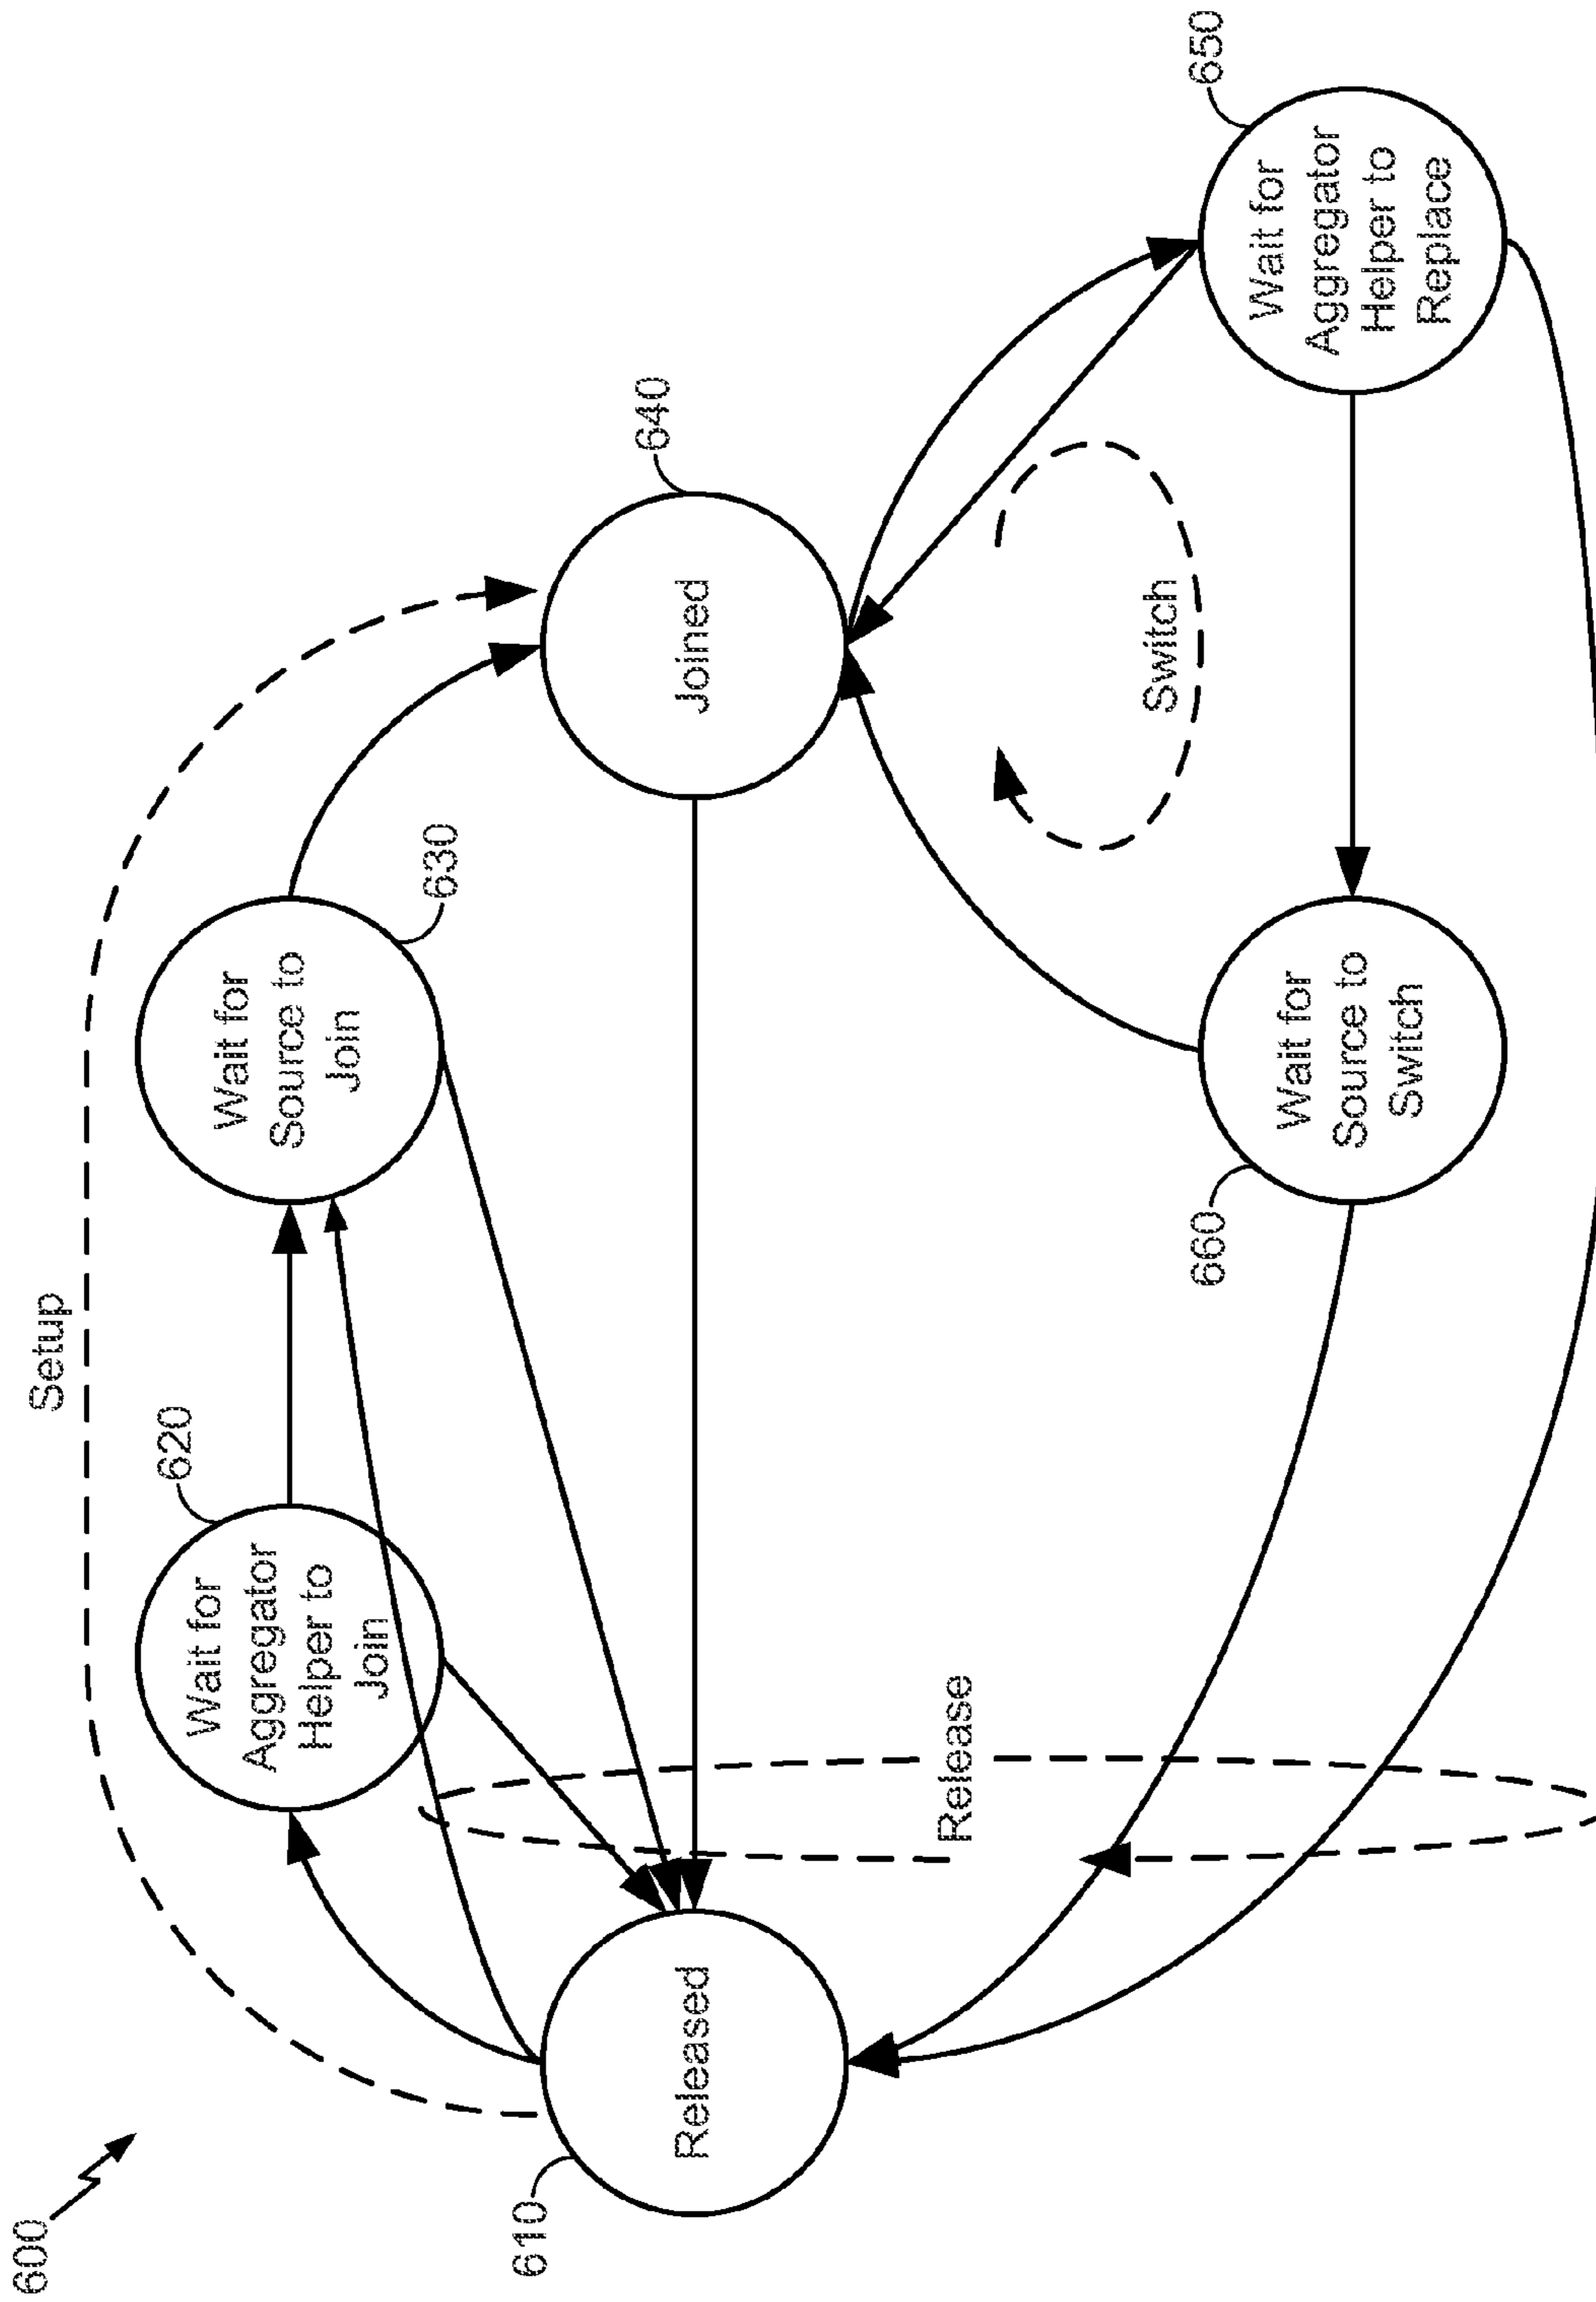 600
Setup
620
Wait for
Aggregator
Helper to
Join
Wait for
Source to
Join
630
610
Released
Joined
640
Release
Switch
660
Wait for
Source to
Switch
Wait for
Aggregator
Helper to
Replace
650